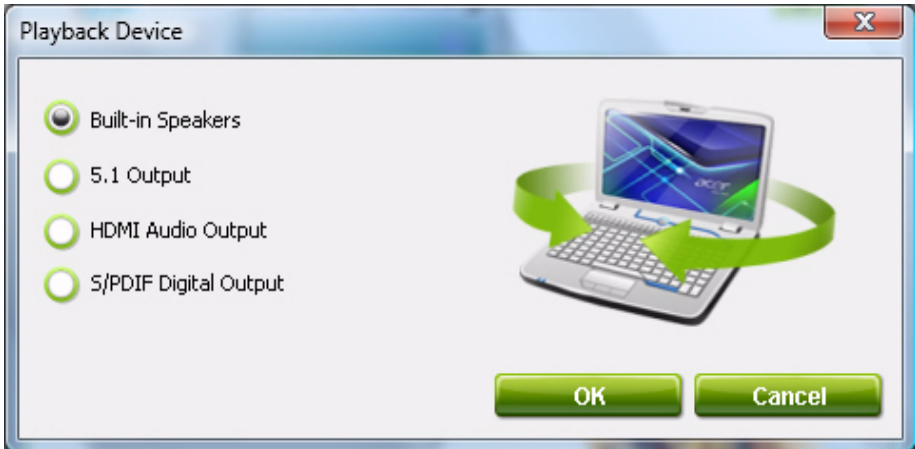 Playback Device
X
Built-in Speakers
5.1 Output
HDMI Audio Output
S/PDIF Digital Output
acer
OK
Cancel